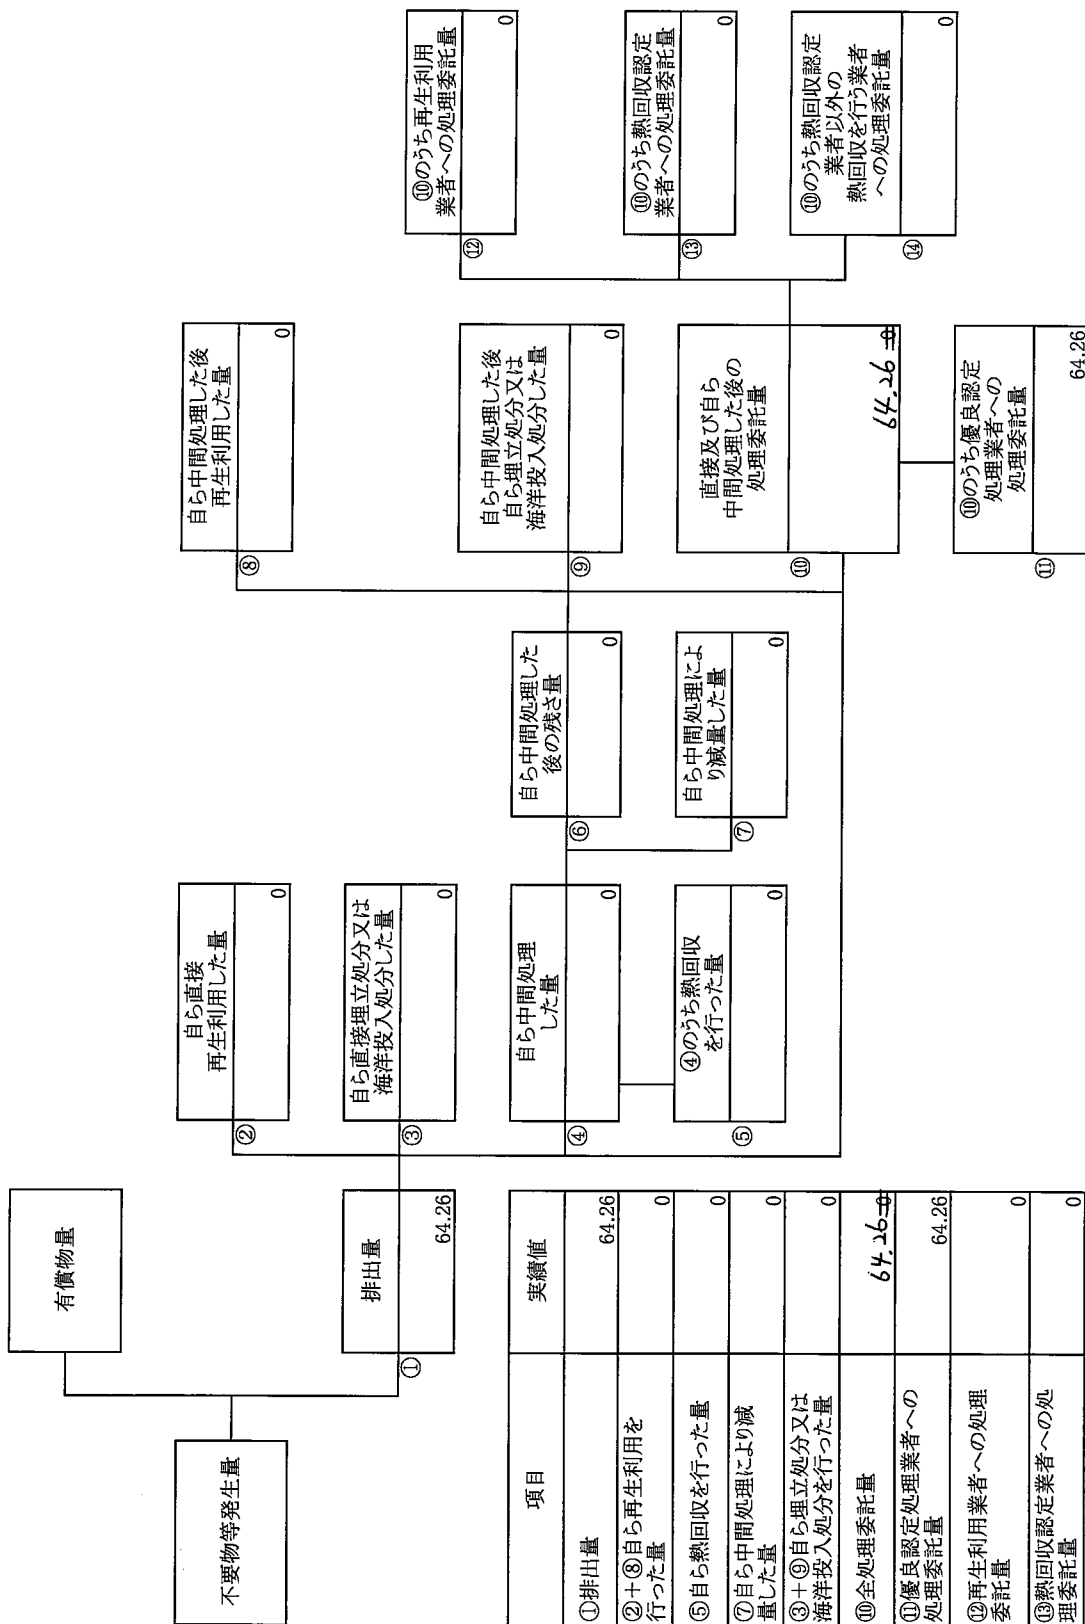 不要物等発生量
有償物量
排出量
①
64.26
自ら直接
再生利用した量
②
0
自ら直接埋立処分又は
海洋投入処分した量
③
0
自ら中間処理
した量
④
0
④のうち熱回収
を行った量
⑤
0
自ら中間処理した
後の残さ量
⑥
0
自ら中間処理によ
り減量した量
⑦
0
自ら中間処理した後
再生利用した量
⑧
0
自ら中間処理した後
自ら埋立処分又は
海洋投入処分した量
⑨
0
直接及び自ら
中間処理した後の
処理委託量
⑩
64.26 0
⑩のうち優良認定
処理業者への
処理委託量
⑪
64.26
⑩のうち再生利用
業者への処理委託量
⑫
0
⑩のうち熱回収認定
業者への処理委託量
⑬
0
⑩のうち熱回収認定
業者以外の
熱回収を行う業者
への処理委託量
⑭
0
項目 実績値
①排出量 64.26
②+⑧自ら再生利用を
行った量 0
⑤自ら熱回収を行った量 0
⑦自ら中間処理により減
量した量 0
③+⑨自ら埋立処分又は
海洋投入処分を行った量 0
⑩全処理委託量 64.26 0
⑪優良認定処理業者への
処理委託量 64.26
⑫再生利用業者への処理
委託量 0
⑬熱回収認定業者への処
理委託量 0